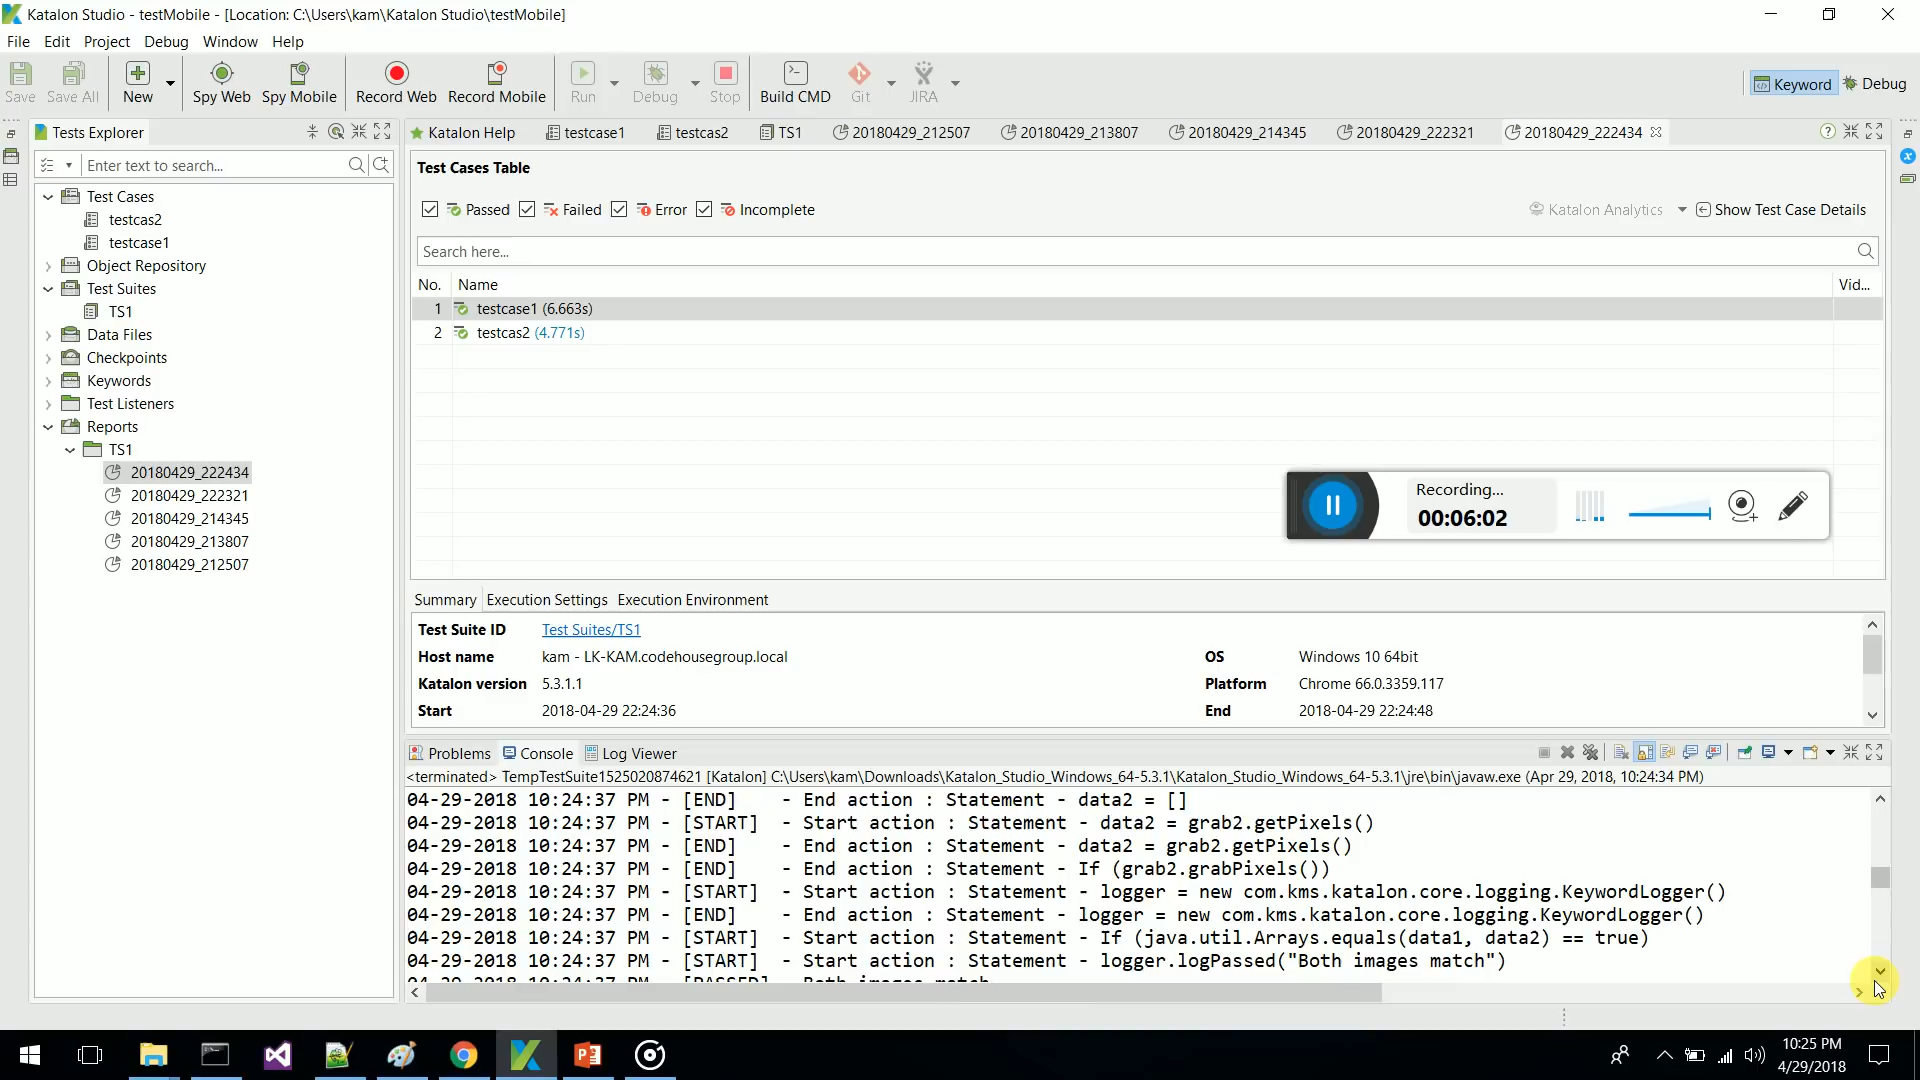 Katalon Studio - testMobile - [Location: C:\Users\kam\Katalon Studio\testMobile]
File Edit Project Debug Window Help
Save Save All New Spy Web Spy Mobile Record Web Record Mobile Run Debug Stop Build CMD Git JIRA Keyword Debug
Tests Explorer
Enter text to search...
Test Cases
testcas2
testcase1
Object Repository
Test Suites
TS1
Data Files
Checkpoints
Keywords
Test Listeners
Reports
TS1
20180429_222434
20180429_222321
20180429_214345
20180429_213807
20180429_212507
Katalon Help testcase1 testcas2 TS1 20180429_212507 20180429_213807 20180429_214345 20180429_222321 20180429_222434
Test Cases Table
Passed Failed Error Incomplete Katalon Analytics Show Test Case Details
Search here...
No. Name Vid...
1 testcase1 (6.663s)
2 testcas2 (4.771s)
Recording...
00:06:02
Summary Execution Settings Execution Environment
Test Suite ID Test Suites/TS1
Host name kam - LK-KAM.codehousegroup.local OS Windows 10 64bit
Katalon version 5.3.1.1 Platform Chrome 66.0.3359.117
Start 2018-04-29 22:24:36 End 2018-04-29 22:24:48
Problems Console Log Viewer
<terminated> TempTestSuite1525020874621 [Katalon] C:\Users\kam\Downloads\Katalon_Studio_Windows_64-5.3.1\Katalon_Studio_Windows_64-5.3.1\jre\bin\javaw.exe (Apr 29, 2018, 10:24:34 PM)
04-29-2018 10:24:37 PM - [END] - End action : Statement - data2 = []
04-29-2018 10:24:37 PM - [START] - Start action : Statement - data2 = grab2.getPixels()
04-29-2018 10:24:37 PM - [END] - End action : Statement - data2 = grab2.getPixels()
04-29-2018 10:24:37 PM - [END] - End action : Statement - If (grab2.grabPixels())
04-29-2018 10:24:37 PM - [START] - Start action : Statement - logger = new com.kms.katalon.core.logging.KeywordLogger()
04-29-2018 10:24:37 PM - [END] - End action : Statement - logger = new com.kms.katalon.core.logging.KeywordLogger()
04-29-2018 10:24:37 PM - [START] - Start action : Statement - If (java.util.Arrays.equals(data1, data2) == true)
04-29-2018 10:24:37 PM - [START] - Start action : Statement - logger.logPassed("Both images match")
04-29-2018 10:24:37 PM - [PASSED] - Both images match
10:25 PM
4/29/2018